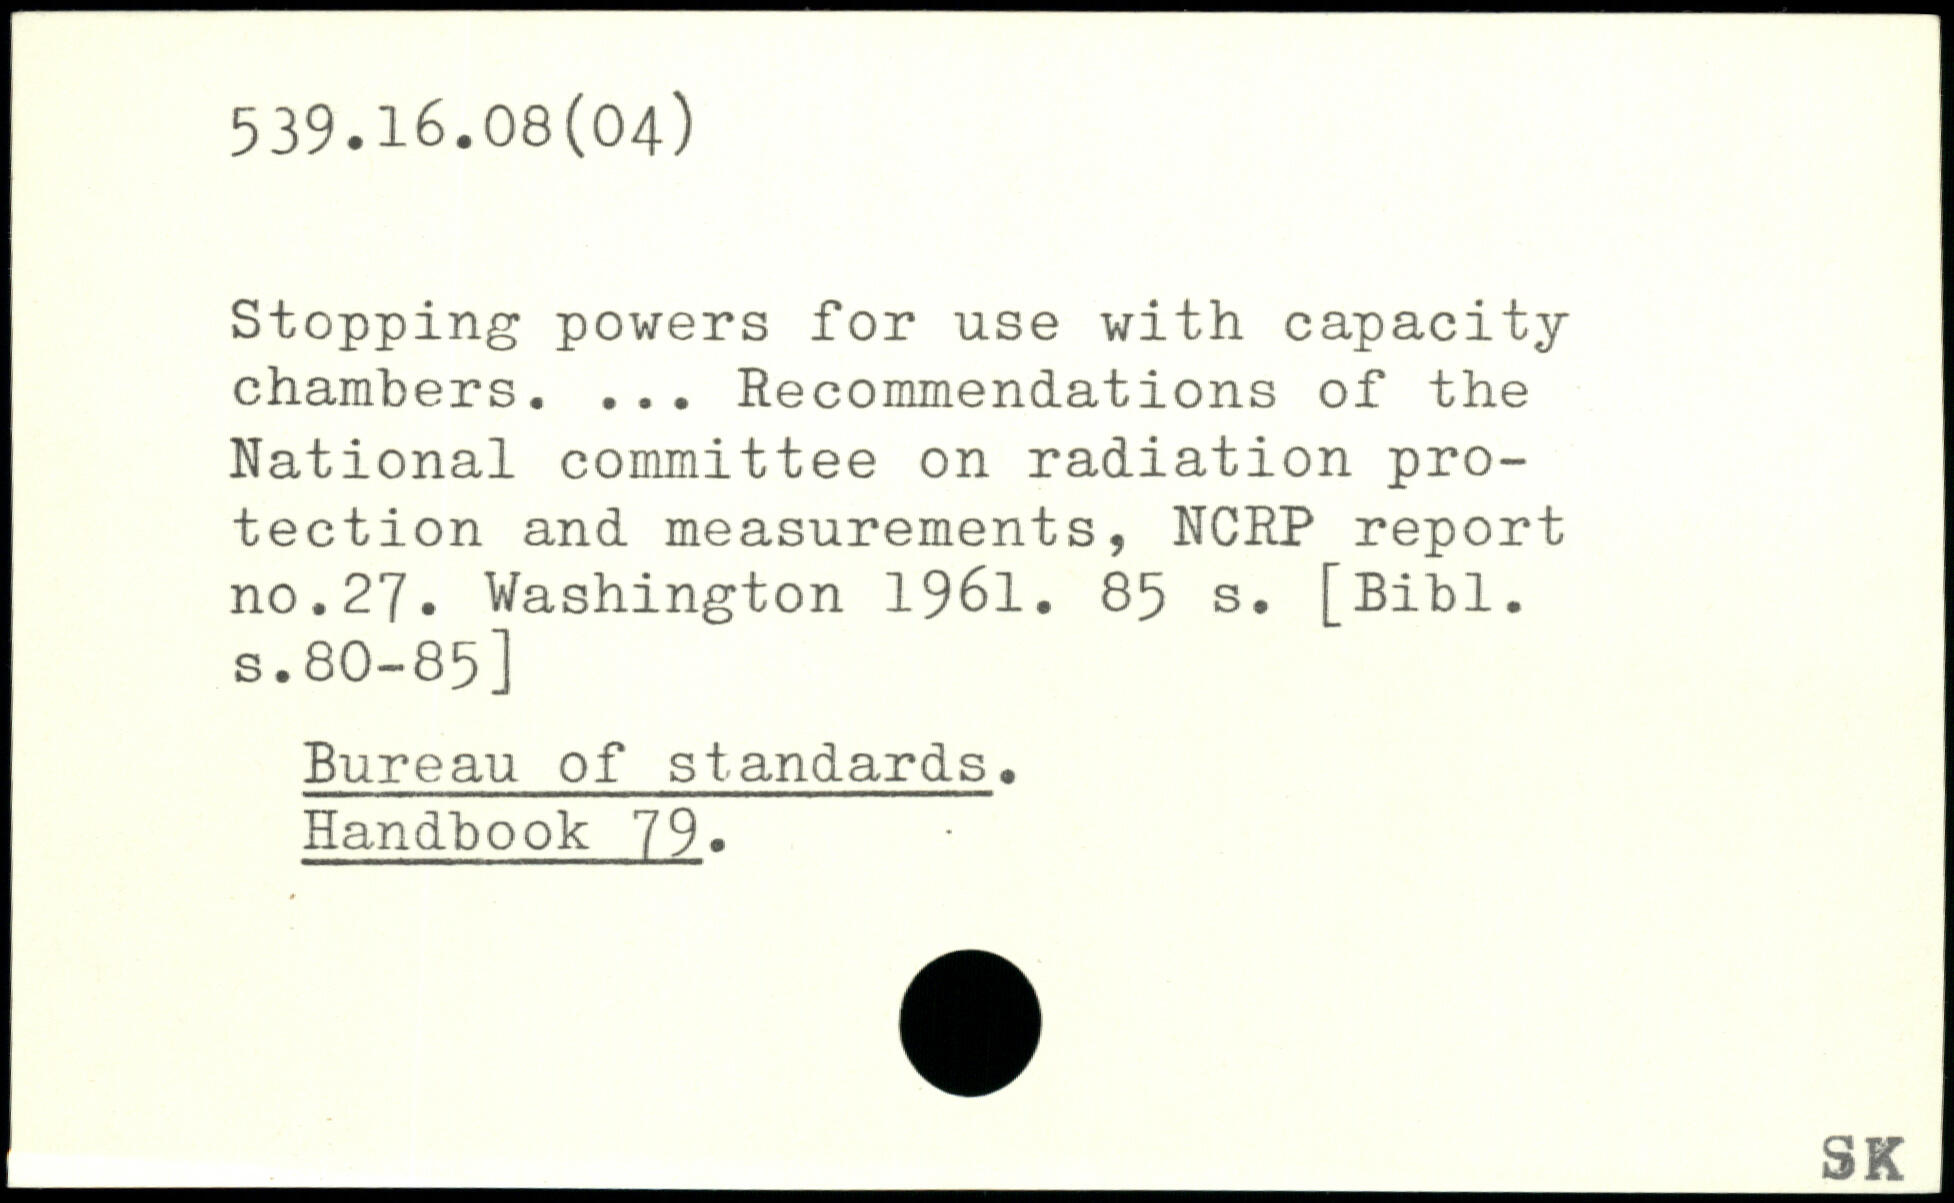 539.16.08(04)
Stopping powers for use with capacity
chambers. ... Recommendations of the
National committee on radiation pro-
tection and measurements, NCRP report
no.27. Washington 1961. 85 s. [Bibl.
s.80-85]
Bureau of standards.
Handbook 79.
SK